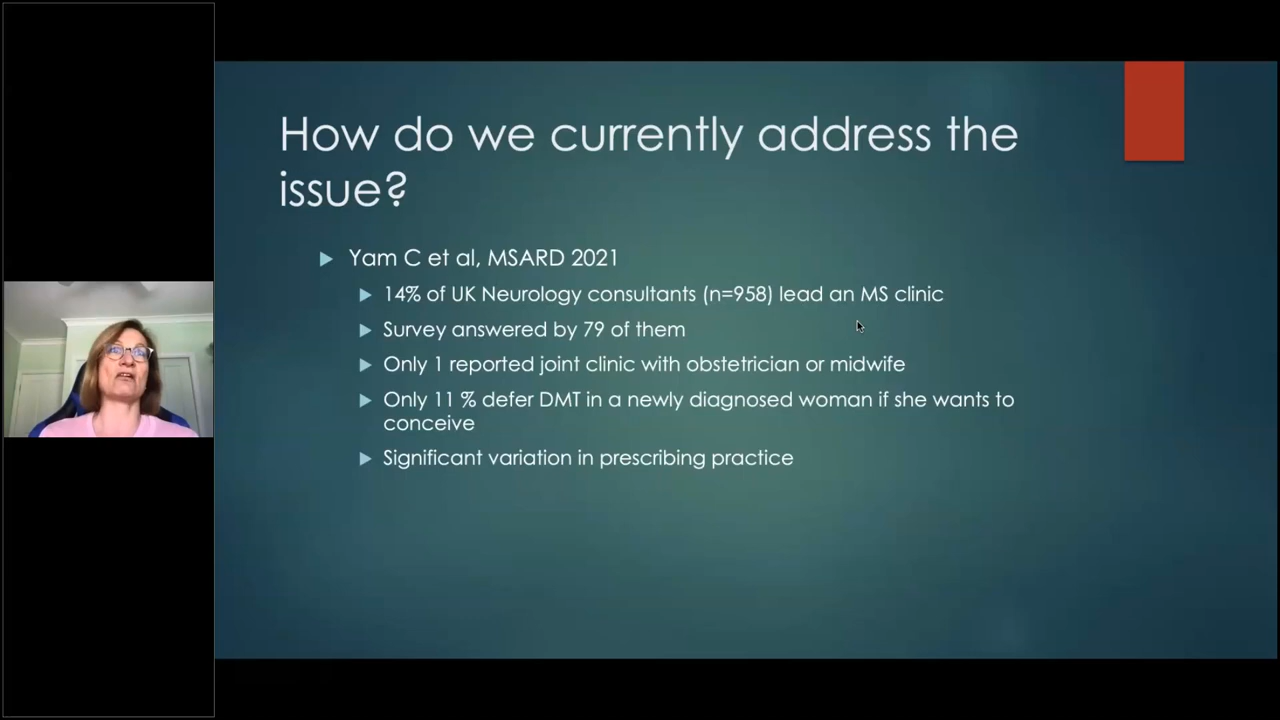 How do we currently address the
issue?
Yam C et al, MSARD 2021
14% of UK Neurology consultants (n=958) lead an MS clinic
Survey answered by 79 of them
Only 1 reported joint clinic with obstetrician or midwife
Only 11 % defer DMT in a newly diagnosed woman if she wants to
conceive
Significant variation in prescribing practice